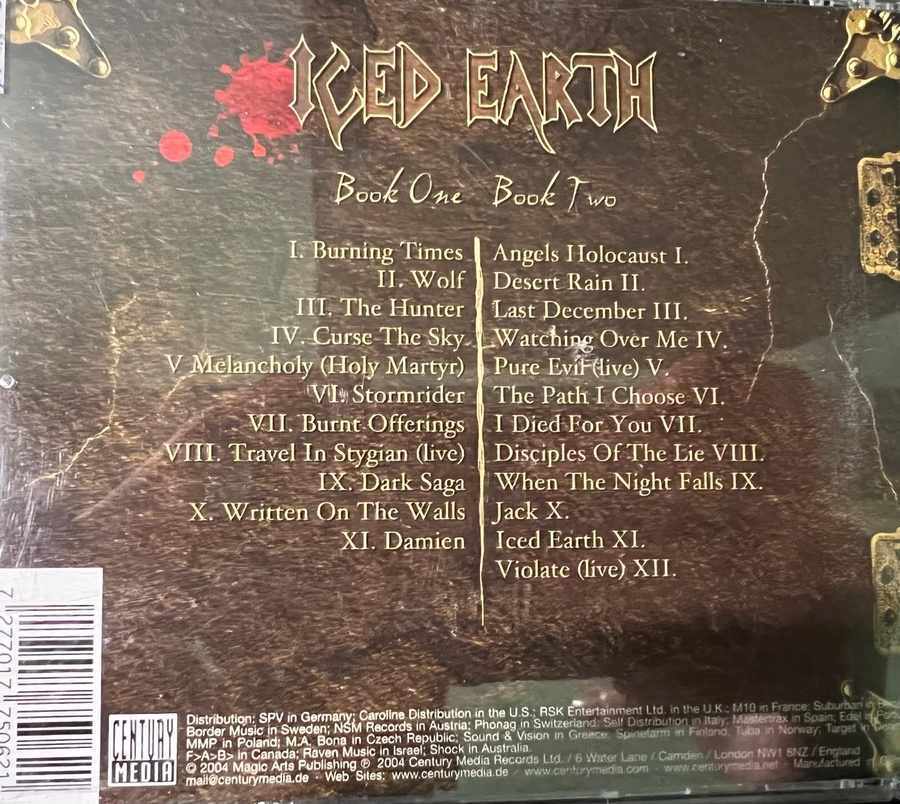 ICED EARTH
Book One
I. Burning Times
II. Wolf
III. The Hunter
IV. Curse The Sky
V Melancholy (Holy Martyr)
VI. Stormrider
VII. Burnt Offerings
VIII. Travel In Stygian (live)
IX. Dark Saga
X. Written On The Walls
XI. Damien
Book Two
Angels Holocaust I.
Desert Rain II.
Last December III.
Watching Over Me IV.
Pure Evil (live) V.
The Path I Choose VI.
I Died For You VII.
Disciples Of The Lie VIII.
When The Night Falls IX.
Jack X.
Iced Earth XI.
Violate (live) XII.
7 27701 7 50621
CENTURY
MEDIA
Distribution: SPV in Germany; Caroline Distribution in the U.S.; RSK Entertainment Ltd. in the U.K.; M10 in France; Suburban in
Border Music in Sweden; NSM Records in Austria; Phonag in Switzerland; Self Distribution in Italy; Mastertrax in Spain; Edel in
MMP in Poland; M.A. Bona in Czech Republic; Sound & Vision in Greece; Spinefarm in Finland, Tuba in Norway; Target in
F>A>B> in Canada; Raven Music in Israel; Shock in Australia.
© 2004 Magic Arts Publishing ℗ 2004 Century Media Records Ltd. / 6 Water Lane / Camden / London NW1 8NZ / England
mail@centurymedia.de · Web Sites: www.centurymedia.de · www.centurymedia.com · www.centurymedia.net · Manufactured in